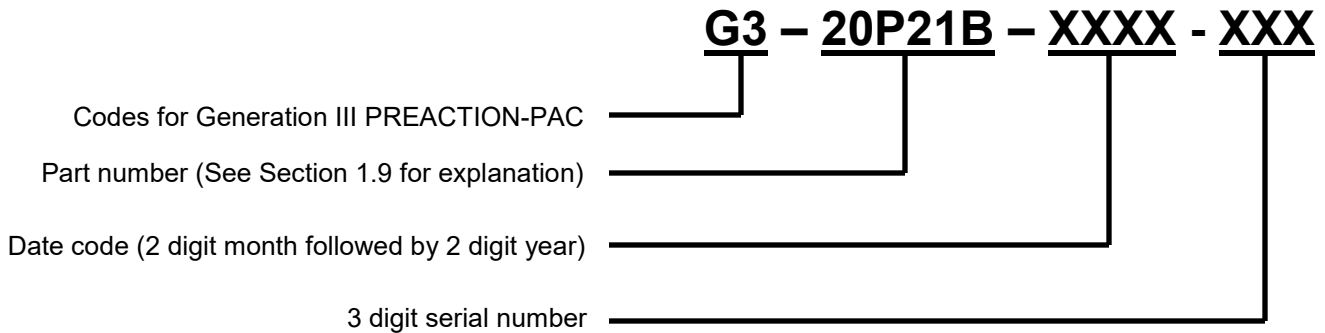 G3 – 20P21B – XXXX - XXX
Codes for Generation III PREACTION-PAC
Part number (See Section 1.9 for explanation)
Date code (2 digit month followed by 2 digit year)
3 digit serial number